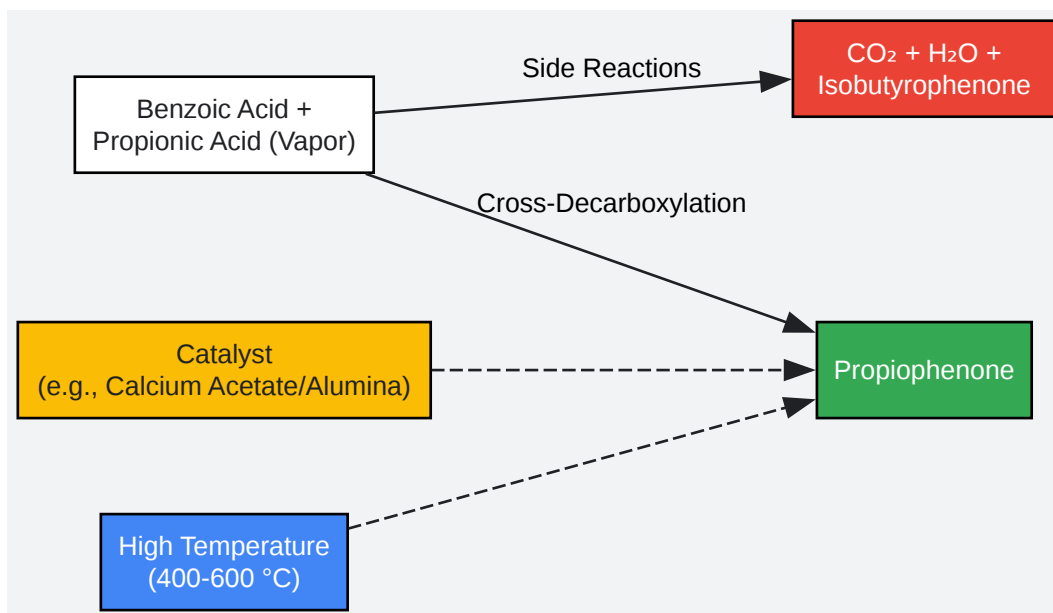 Side Reactions
CO₂ + H₂O +
Isobutyrophenone
Benzoic Acid +
Propionic Acid (Vapor)
Cross-Decarboxylation
Catalyst
(e.g., Calcium Acetate/Alumina)
Propiophenone
High Temperature
(400-600 °C)